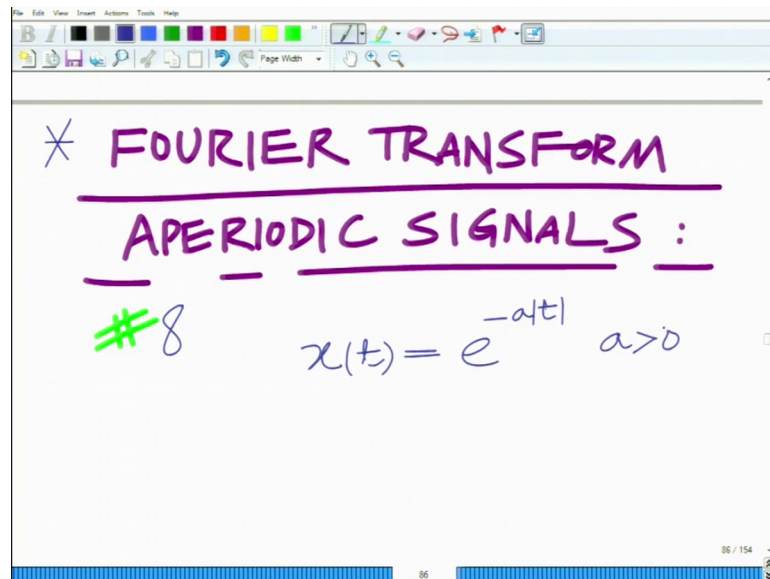 File Edit View Insert Actions Tools Help
B I
Page Width
* FOURIER TRANSFORM
APERIODIC SIGNALS :
#8 x(t) = e^{-a|t|} a>0
86 / 154
86